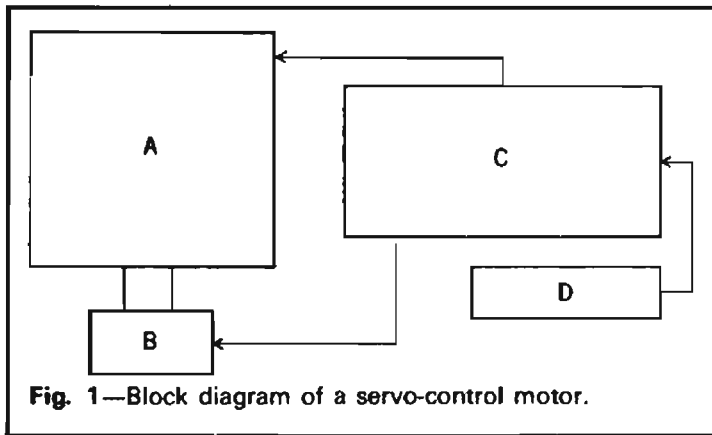 A
C
D
B
Fig. 1—Block diagram of a servo-control motor.